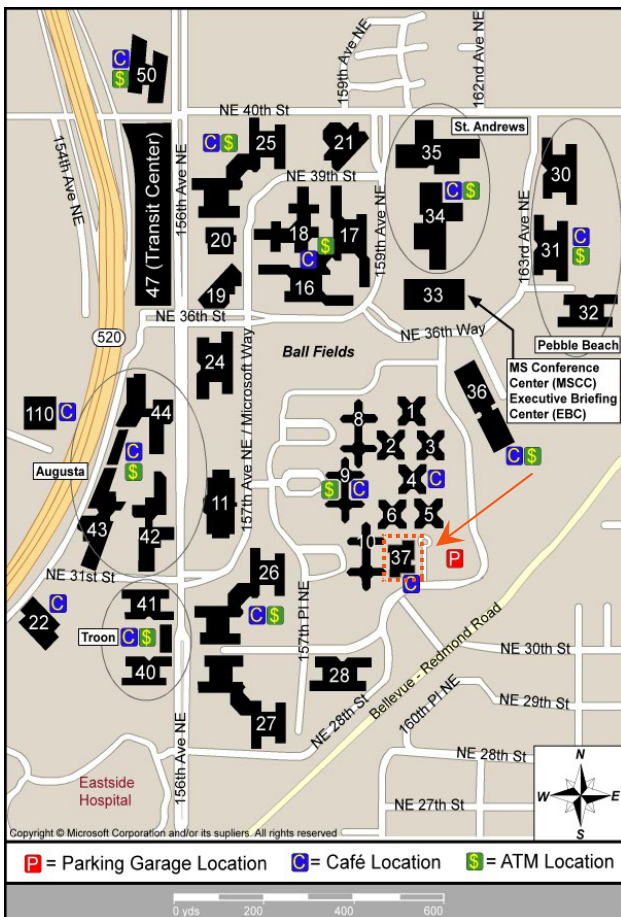 159th Ave NE
162nd Ave NE
C
$
50
NE 40th St
St. Andrews
154th Ave NE
47 (Transit Center)
156th Ave NE
C $
25
21
35
30
NE 39th St
20
18
$
17
C
16
159th Ave NE
34
C $
163rd Ave NE
31
C
$
19
33
32
NE 36th St
NE 36th Way
Pebble Beach
520
24
Ball Fields
MS Conference
Center (MSCC)
Executive Briefing
Center (EBC)
157th Ave NE / Microsoft Way
36
110
C
44
8
1
2
3
Augusta
C
$
C $
11
$
9
C
4
C
43
42
6
5
10
37
P
NE 31st St
26
C
22
C
41
C $
157th Pl NE
Troon
C $
40
28
NE 30th St
Bellevue - Redmond Road
NE 29th St
160th Pl NE
27
NE 28th St
NE 28th St
156th Ave NE
Eastside
Hospital
NE 27th St
N
W
E
S
Copyright © Microsoft Corporation and/or its supliers. All rights reserved
P = Parking Garage Location C = Café Location $ = ATM Location
0 yds 200 400 600